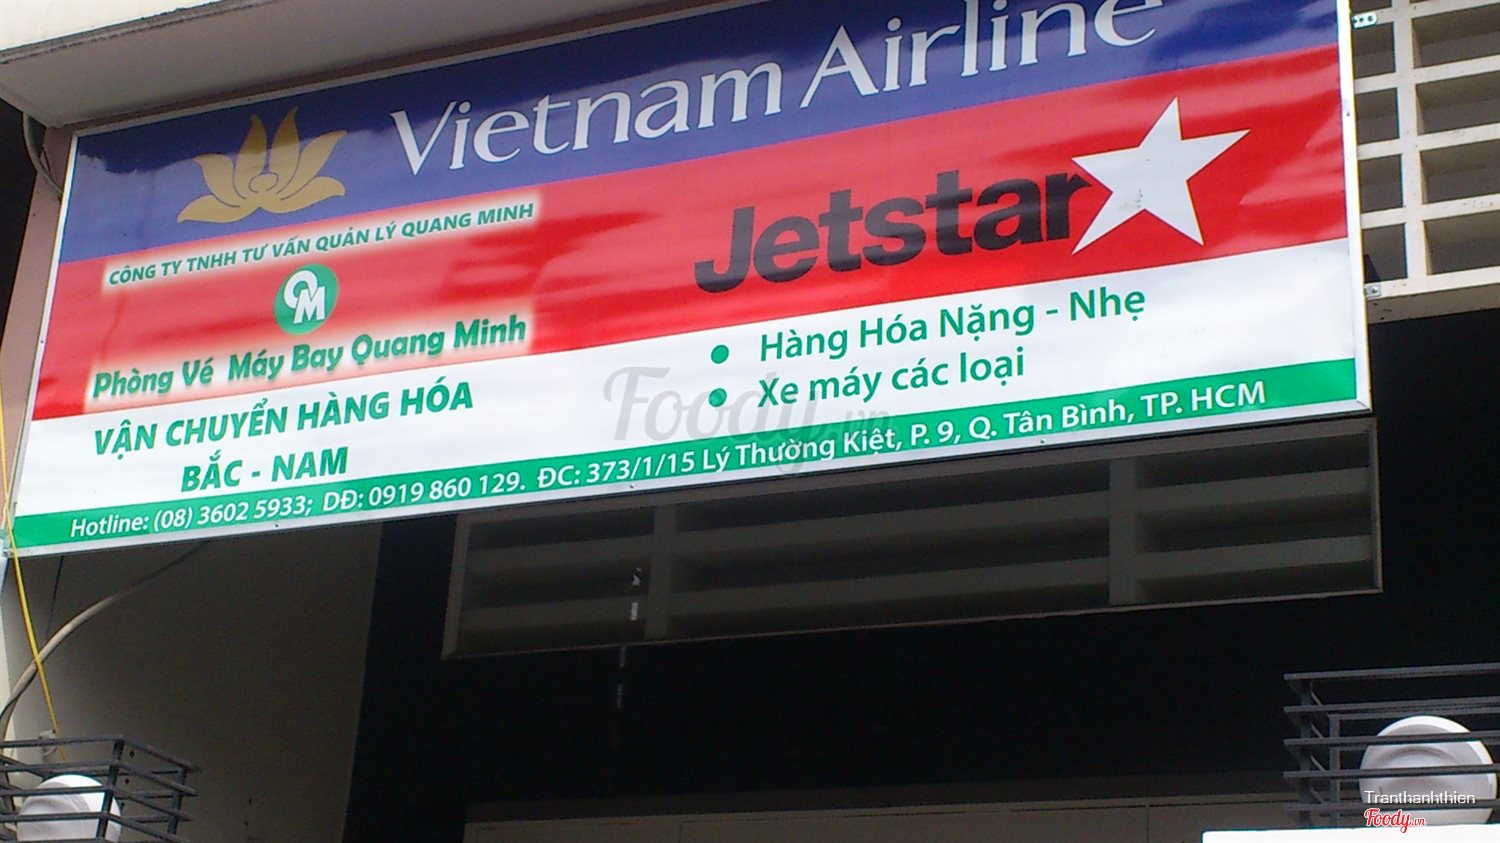 Vietnam Airline
CÔNG TY TNHH TƯ VẤN QUẢN LÝ QUANG MINH
QM
Phòng Vé Máy Bay Quang Minh
VẬN CHUYỂN HÀNG HÓA
BẮC - NAM
Jetstar
• Hàng Hóa Nặng - Nhẹ
• Xe máy các loại
Hotline: (08) 3602 5933; DĐ: 0919 860 129. ĐC: 373/1/15 Lý Thường Kiệt, P. 9, Q. Tân Bình, TP. HCM
Foody.vn
Tranthanhthien
Foody.vn